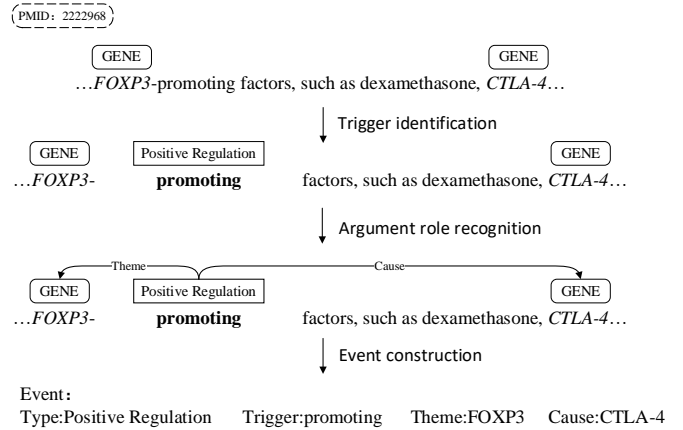 PMID：2222968
GENE GENE
…FOXP3-promoting factors, such as dexamethasone, CTLA-4…
Trigger identification
GENE Positive Regulation GENE
…FOXP3- promoting factors, such as dexamethasone, CTLA-4…
Argument role recognition
Theme Cause
GENE Positive Regulation GENE
…FOXP3- promoting factors, such as dexamethasone, CTLA-4…
Event construction
Event：
Type:Positive Regulation Trigger:promoting Theme:FOXP3 Cause:CTLA-4